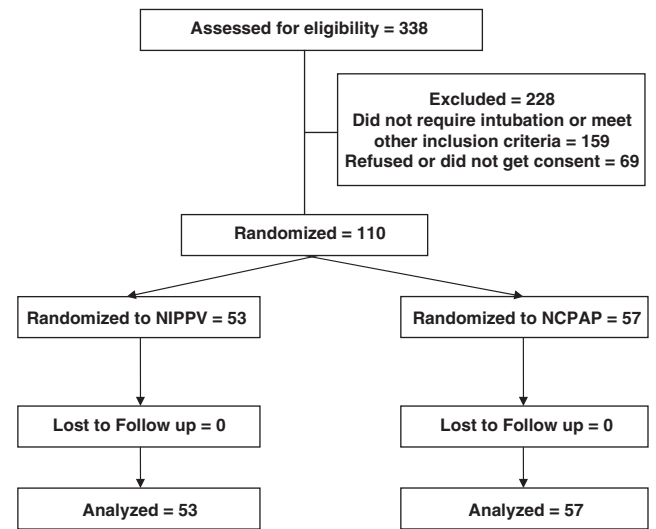 Assessed for eligibility = 338
Excluded = 228
Did not require intubation or meet
other inclusion criteria = 159
Refused or did not get consent = 69
Randomized = 110
Randomized to NIPPV = 53
Randomized to NCPAP = 57
Lost to Follow up = 0
Lost to Follow up = 0
Analyzed = 53
Analyzed = 57